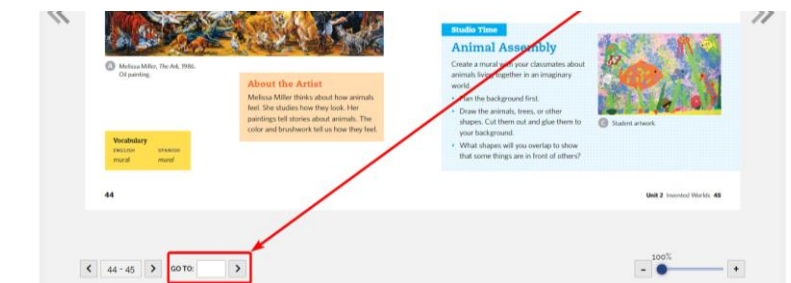 A Melissa Miller, The Ark, 1986.
Oil painting.
About the Artist
Melissa Miller thinks about how animals
feel. She studies how they look. Her
paintings tell stories about animals. The
color and brushwork tell us how they feel.
Vocabulary
ENGLISH SPANISH
mural mural
44
Studio Time
Animal Assembly
Create a mural with your classmates about
animals living together in an imaginary
world.
• Plan the background first.
• Draw the animals, trees, or other
shapes. Cut them out and glue them to
your background.
• What shapes will you overlap to show
that some things are in front of others?
C Student artwork.
Unit 2 Invented Worlds 45
< 44 - 45 > GO TO: >
100%
- +